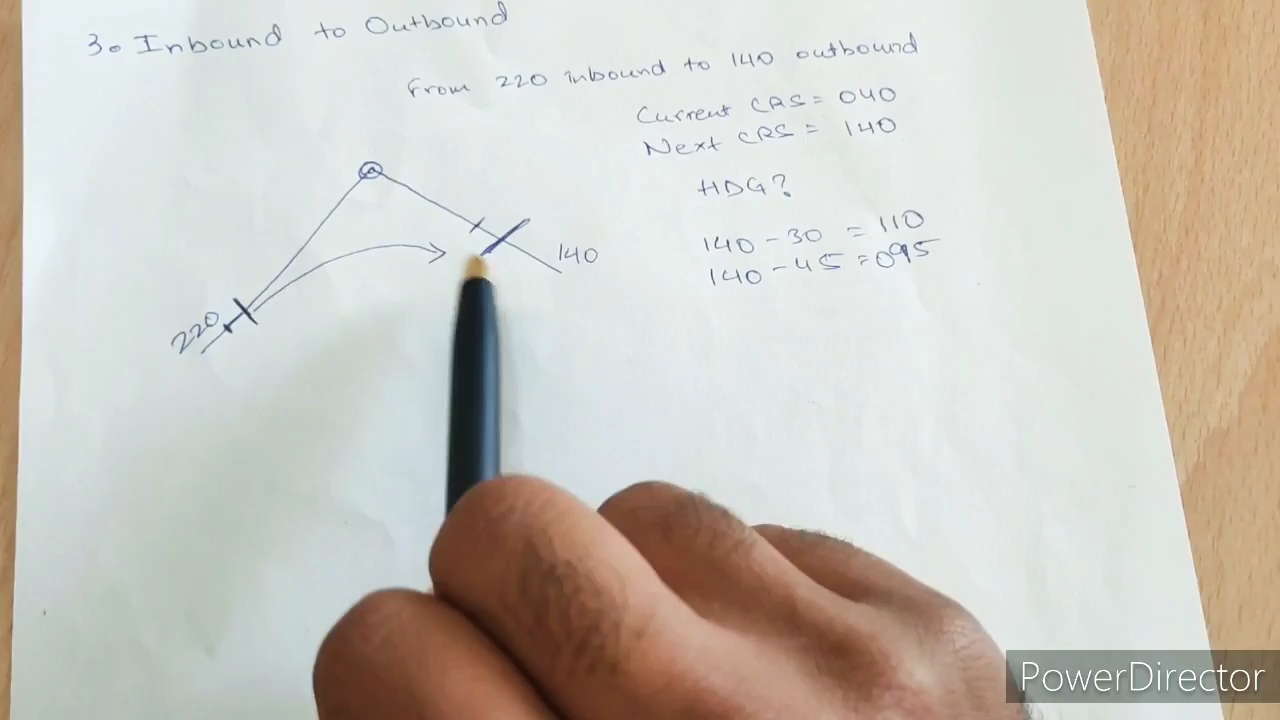 3. Inbound to Outbound
From 220 inbound to 140 outbound
Current CRS = 040
Next CRS = 140
HDG?
140 - 30 = 110
140 - 45 = 095
140
220
PowerDirector